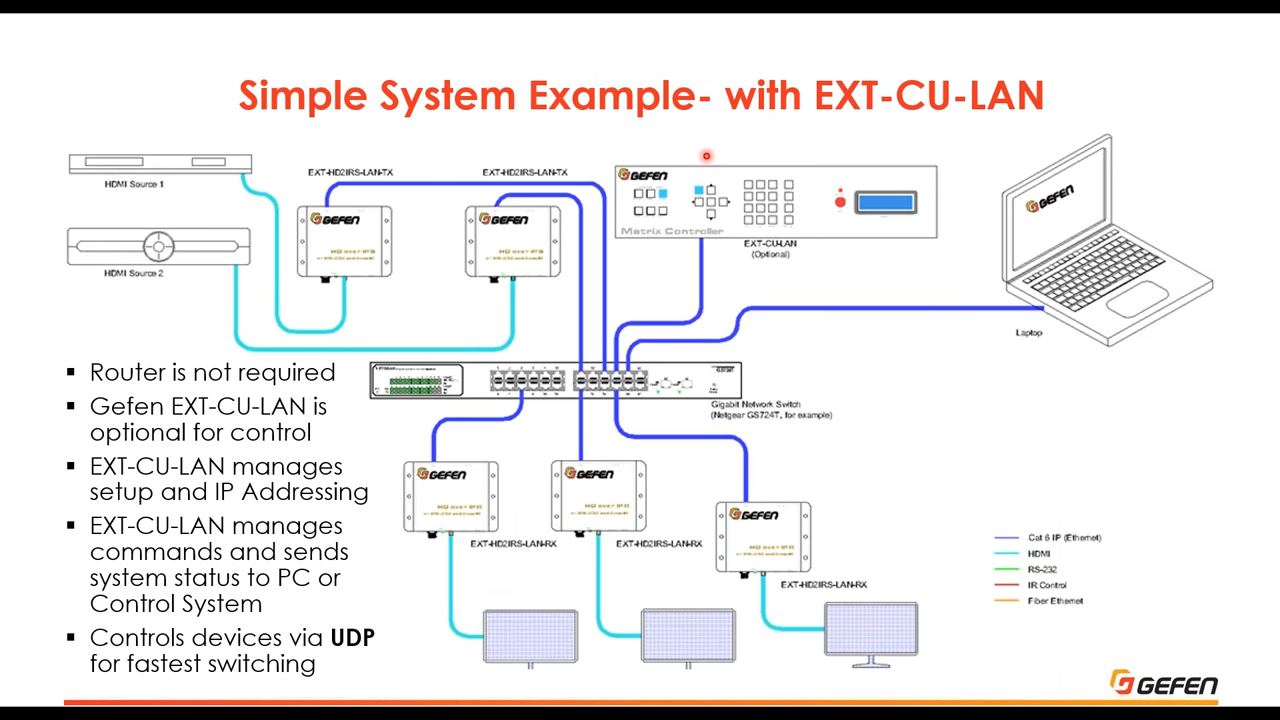 Simple System Example- with EXT-CU-LAN
HDMI Source 1
HDMI Source 2
EXT-HD2IRS-LAN-TX
EXT-HD2IRS-LAN-TX
GEFEN
GEFEN
GEFEN
Matrix Controller
EXT-CU-LAN
(Optional)
GEFEN
Laptop
Gigabit Network Switch
(Netgear GS724T, for example)
▪ Router is not required
▪ Gefen EXT-CU-LAN is
optional for control
▪ EXT-CU-LAN manages
setup and IP Addressing
▪ EXT-CU-LAN manages
commands and sends
system status to PC or
Control System
▪ Controls devices via UDP
for fastest switching
GEFEN
EXT-HD2IRS-LAN-RX
GEFEN
EXT-HD2IRS-LAN-RX
GEFEN
EXT-HD2IRS-LAN-RX
Cat 6 IP (Ethernet)
HDMI
RS-232
IR Control
Fiber Ethernet
GEFEN